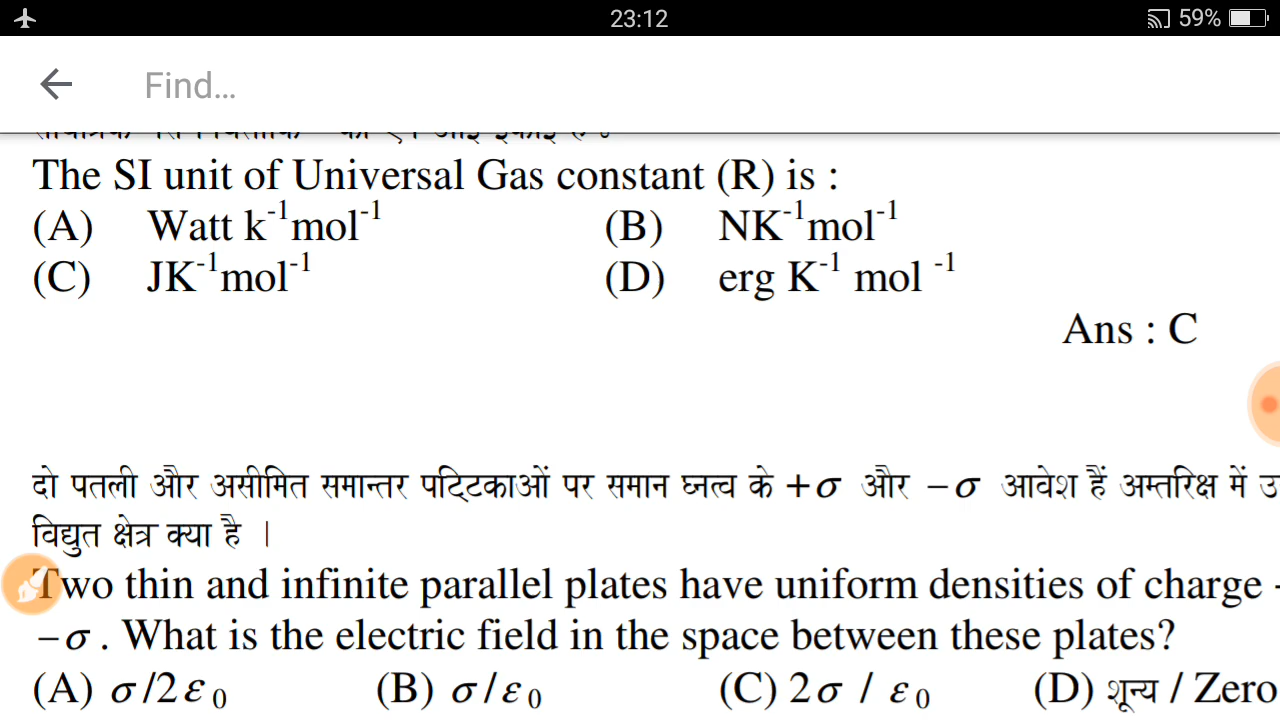 23:12
59%
Find...
The SI unit of Universal Gas constant (R) is :
(A) Watt k⁻¹mol⁻¹ (B) NK⁻¹mol⁻¹
(C) JK⁻¹mol⁻¹ (D) erg K⁻¹ mol ⁻¹
Ans : C
दो पतली और असीमित समान्तर पट्टिकाओं पर समान घ्नत्व के +σ और −σ आवेश हैं अम्तरिक्ष में
विद्युत क्षेत्र क्या है ।
Two thin and infinite parallel plates have uniform densities of charge
−σ . What is the electric field in the space between these plates?
(A) σ/2ε₀ (B) σ/ε₀ (C) 2σ / ε₀ (D) शून्य / Zero